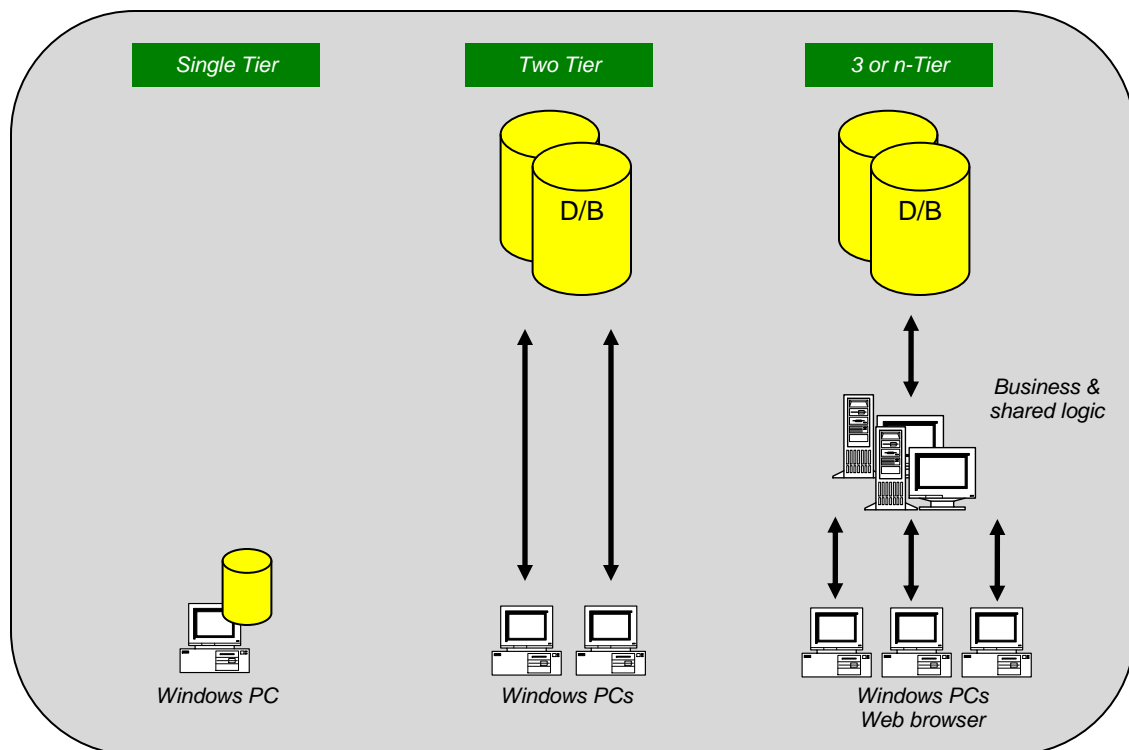 Single Tier
Two Tier
3 or n-Tier
D/B
D/B
Business &
shared logic
Windows PC
Windows PCs
Windows PCs
Web browser